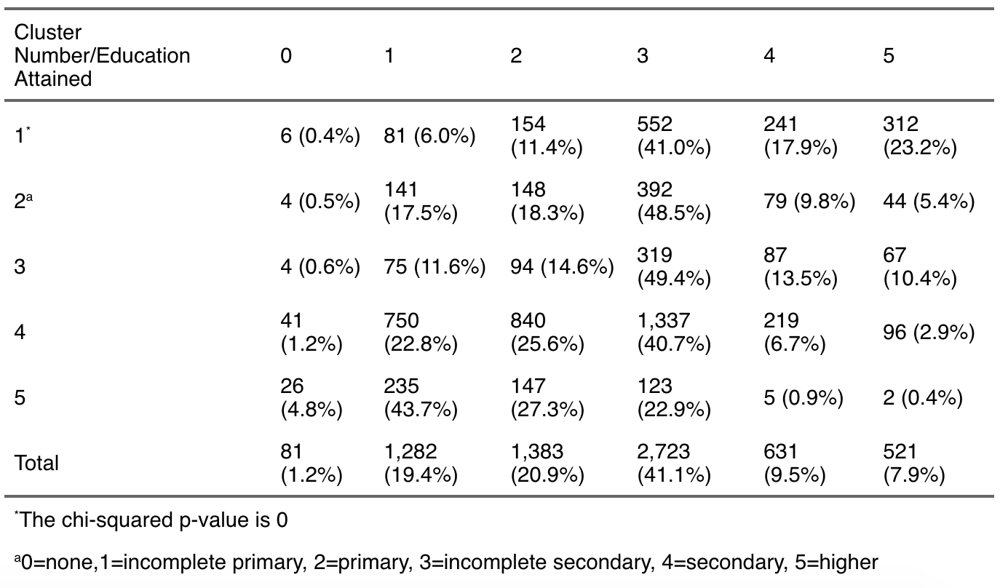 Cluster Number/Education Attained 0 1 2 3 4 5
1* 6 (0.4%) 81 (6.0%) 154 (11.4%) 552 (41.0%) 241 (17.9%) 312 (23.2%)
2a 4 (0.5%) 141 (17.5%) 148 (18.3%) 392 (48.5%) 79 (9.8%) 44 (5.4%)
3 4 (0.6%) 75 (11.6%) 94 (14.6%) 319 (49.4%) 87 (13.5%) 67 (10.4%)
4 41 (1.2%) 750 (22.8%) 840 (25.6%) 1,337 (40.7%) 219 (6.7%) 96 (2.9%)
5 26 (4.8%) 235 (43.7%) 147 (27.3%) 123 (22.9%) 5 (0.9%) 2 (0.4%)
Total 81 (1.2%) 1,282 (19.4%) 1,383 (20.9%) 2,723 (41.1%) 631 (9.5%) 521 (7.9%)
*The chi-squared p-value is 0
a0=none,1=incomplete primary, 2=primary, 3=incomplete secondary, 4=secondary, 5=higher